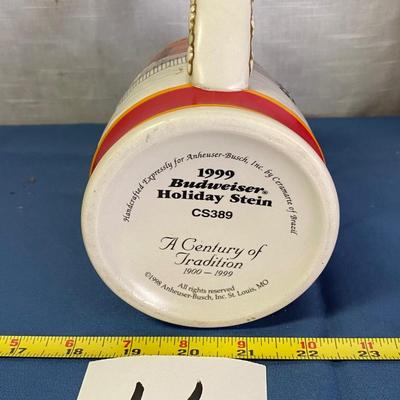 Handcrafted Expressly for Anheuser-Busch, Inc. by Ceramarte of Brazil
1999
Budweiser®
Holiday Stein
CS389
A Century of
Tradition
1900 — 1999
All rights reserved
©1998 Anheuser-Busch, Inc. St. Louis, MO
5 6 7 8 9 10 11
17 18 19 20 21 22 23